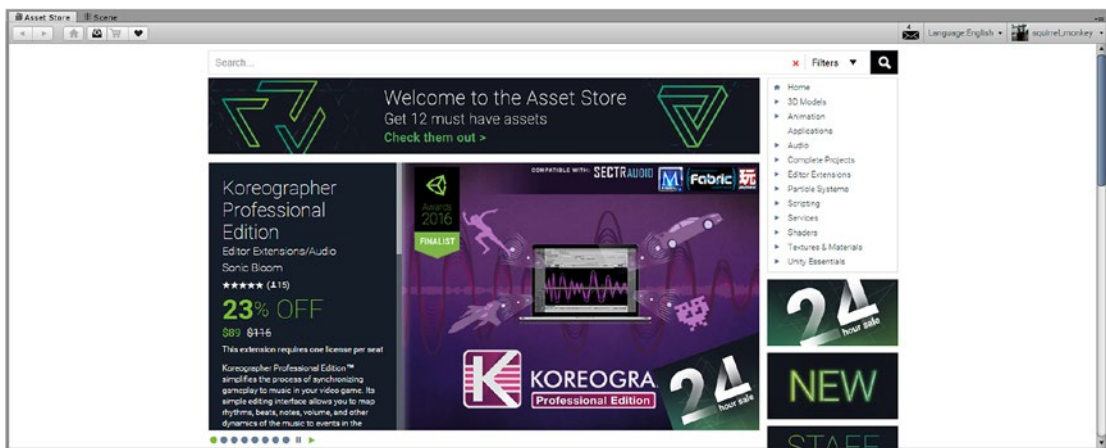 Asset Store
Scene
4
Language:English
squirrel_monkey
Search...
Filters
Welcome to the Asset Store
Get 12 must have assets
Check them out >
Home
3D Models
Animation
Applications
Audio
Complete Projects
Editor Extensions
Particle Systems
Scripting
Services
Shaders
Textures & Materials
Unity Essentials
Koreographer
Professional
Edition
Editor Extensions/Audio
Sonic Bloom
★★★★★ (15)
23% OFF
$89 $116
This extension requires one license per seat
Koreographer Professional Edition™
simplifies the process of synchronizing
gameplay to music in your video game. Its
simple editing interface allows you to map
rhythms, beats, notes, volume, and other
dynamics of the music to events in the
Awards
2016
FINALIST
COMPATIBLE WITH: SECTR AUDIO M Fabric 玩
K KOREOGRA
Professional Edition
24
hour sale
24
hour sale
NEW
STAFF